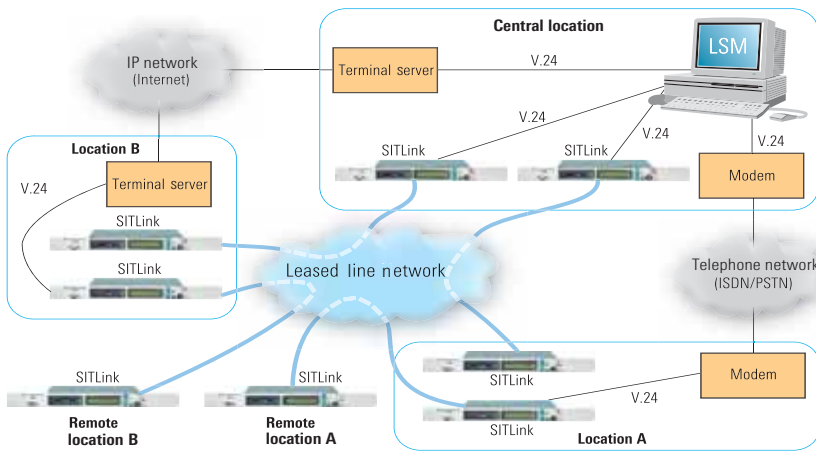 Central location
LSM
IP network
(Internet)
Terminal server
V.24
V.24
V.24
V.24
SITLink
SITLink
Modem
Location B
V.24
Terminal server
SITLink
SITLink
Leased line network
Telephone network
(ISDN/PSTN)
SITLink
Remote
location B
SITLink
Remote
location A
SITLink
SITLink
V.24
Modem
Location A